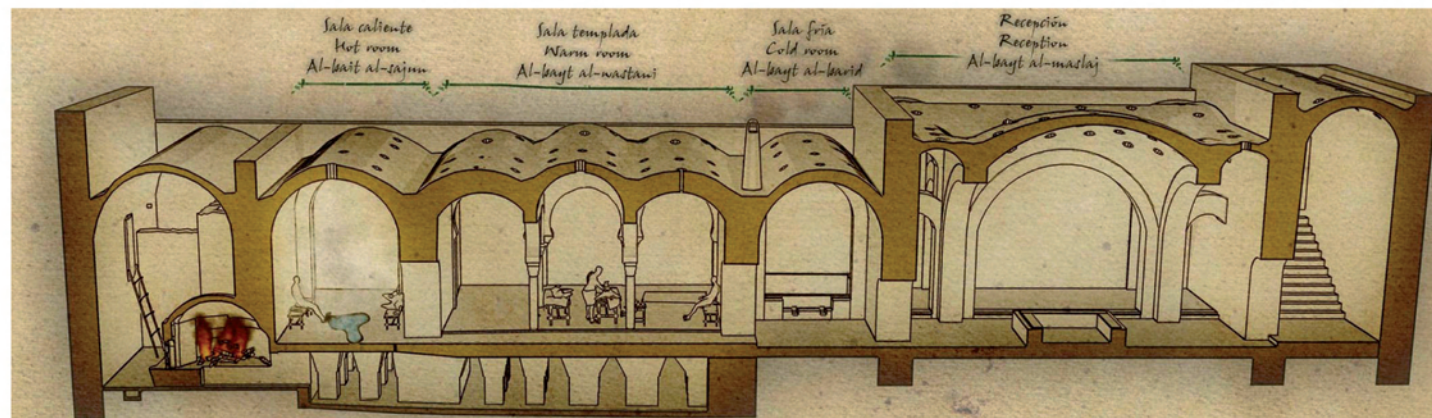 Sala caliente
Hot room
Al-bait al-sajun
Sala templada
Warm room
Al-bayt al-wastani
Sala fría
Cold room
Al-bayt al-barid
Recepción
Reception
Al-bayt al-maslaj